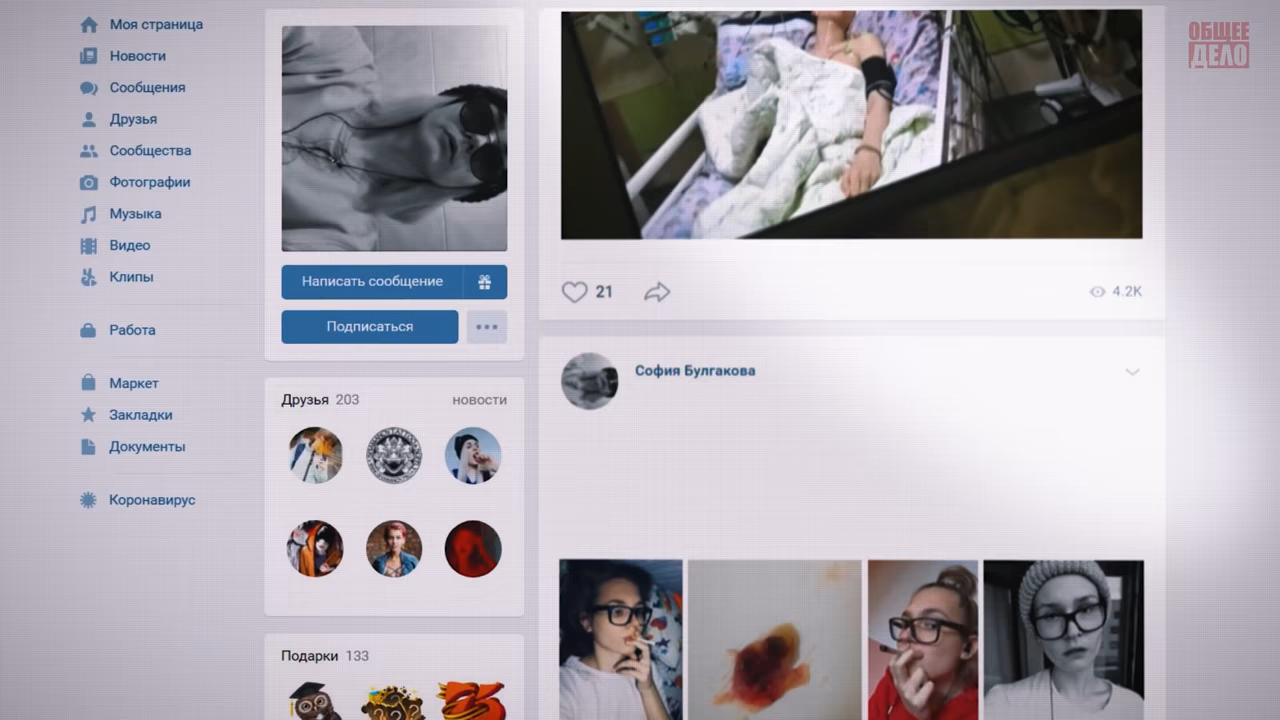 Моя страница
Новости
Сообщения
Друзья
Сообщества
Фотографии
Музыка
Видео
Клипы
Работа
Маркет
Закладки
Документы
Коронавирус
Написать сообщение
Подписаться
Друзья 203 новости
Подарки 133
21
4.2K
София Булгакова
ОБЩЕЕ
ДЕЛО